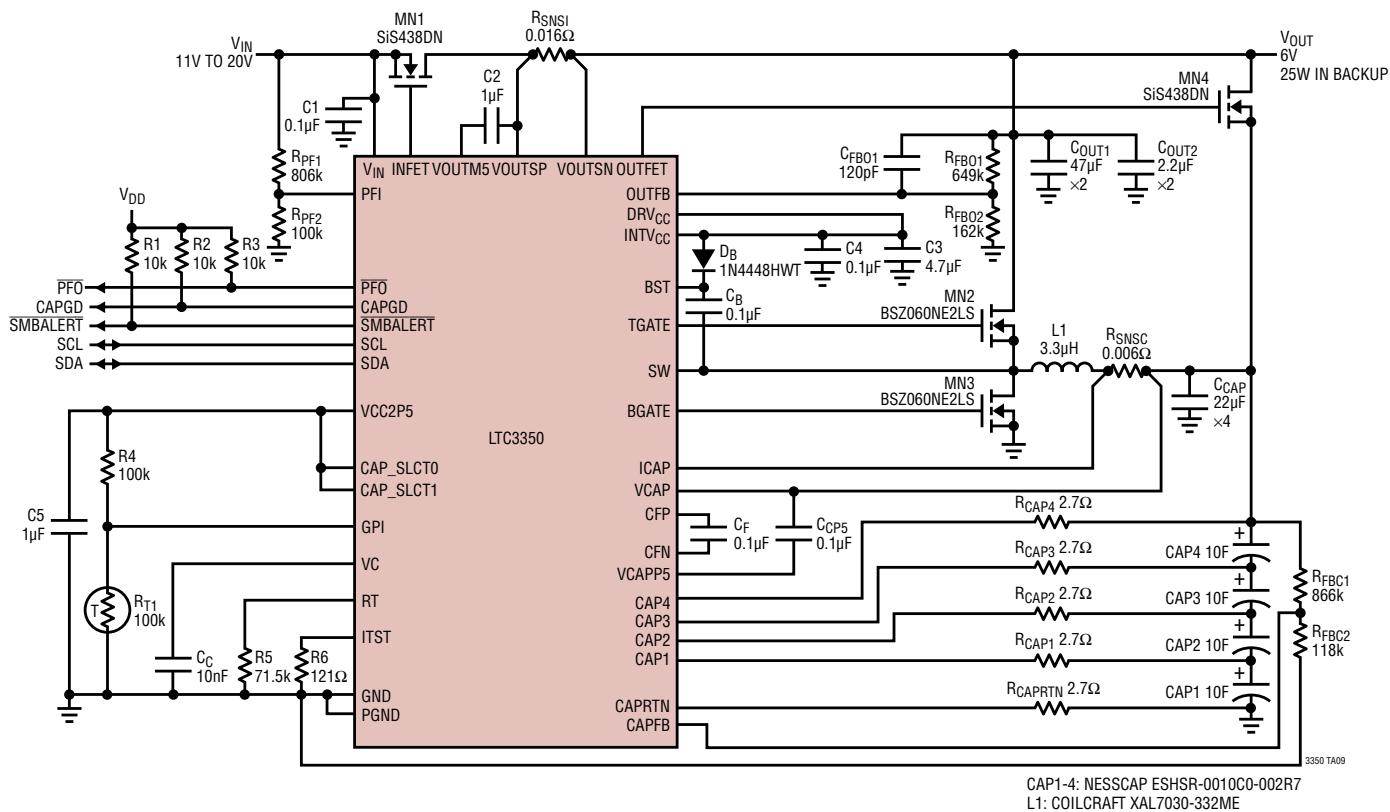 MN1
SiS438DN
RSNSI
0.016Ω
VIN
11V TO 20V
VOUT
6V
25W IN BACKUP
MN4
SiS438DN
C1
0.1µF
C2
1µF
RPF1
806k
RPF2
100k
VDD
R1
10k
R2
10k
R3
10k
VIN INFET VOUTM5 VOUTSP VOUTSN OUTFET
CFBO1
120pF
RFBO1
649k
COUT1
47µF
×2
COUT2
2.2µF
×2
PFI
OUTFB
DRVCC
INTVCC
RFBO2
162k
DB
1N4448HWT
C4
0.1µF
C3
4.7µF
PFO
CAPGD
SMBALERT
SCL
SDA
PFO
CAPGD
SMBALERT
SCL
SDA
BST
CB
0.1µF
TGATE
MN2
BSZ060NE2LS
SW
L1
3.3µH
RSNSC
0.006Ω
CCAP
22µF
×4
MN3
BSZ060NE2LS
BGATE
VCC2P5
LTC3350
R4
100k
CAP_SLCT0
CAP_SLCT1
ICAP
VCAP
C5
1µF
GPI
CFP
CF
0.1µF
CFN
CCP5
0.1µF
VCAPP5
VC
RT
ITST
T
RT1
100k
CC
10nF
R5
71.5k
R6
121Ω
GND
PGND
CAP4
CAP3
CAP2
CAP1
CAPRTN
CAPFB
RCAP4 2.7Ω
RCAP3 2.7Ω
RCAP2 2.7Ω
RCAP1 2.7Ω
RCAPRTN 2.7Ω
+
CAP4 10F
+
CAP3 10F
+
CAP2 10F
+
CAP1 10F
RFBC1
866k
RFBC2
118k
3350 TA09
CAP1-4: NESSCAP ESHSR-0010C0-002R7
L1: COILCRAFT XAL7030-332ME